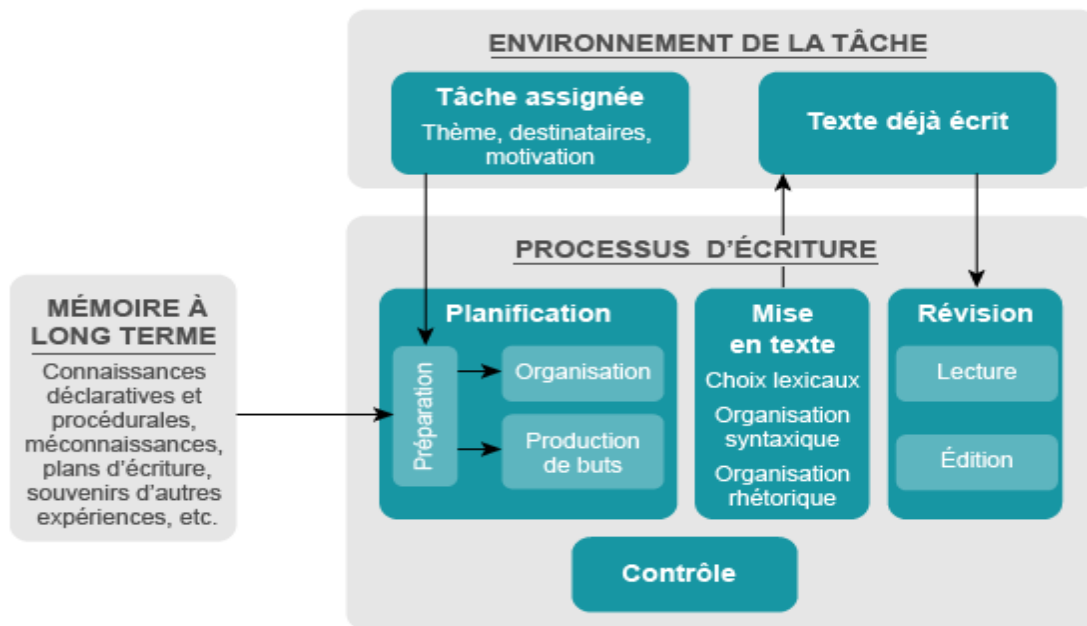 ENVIRONNEMENT DE LA TÂCHE
Tâche assignée
Thème, destinataires,
motivation
Texte déjà écrit
PROCESSUS D'ÉCRITURE
MÉMOIRE À
LONG TERME
Connaissances
déclaratives et
procédurales,
méconnaissances,
plans d'écriture,
souvenirs d'autres
expériences, etc.
Planification
Préparation
Organisation
Production
de buts
Mise
en texte
Choix lexicaux
Organisation
syntaxique
Organisation
rhétorique
Révision
Lecture
Édition
Contrôle